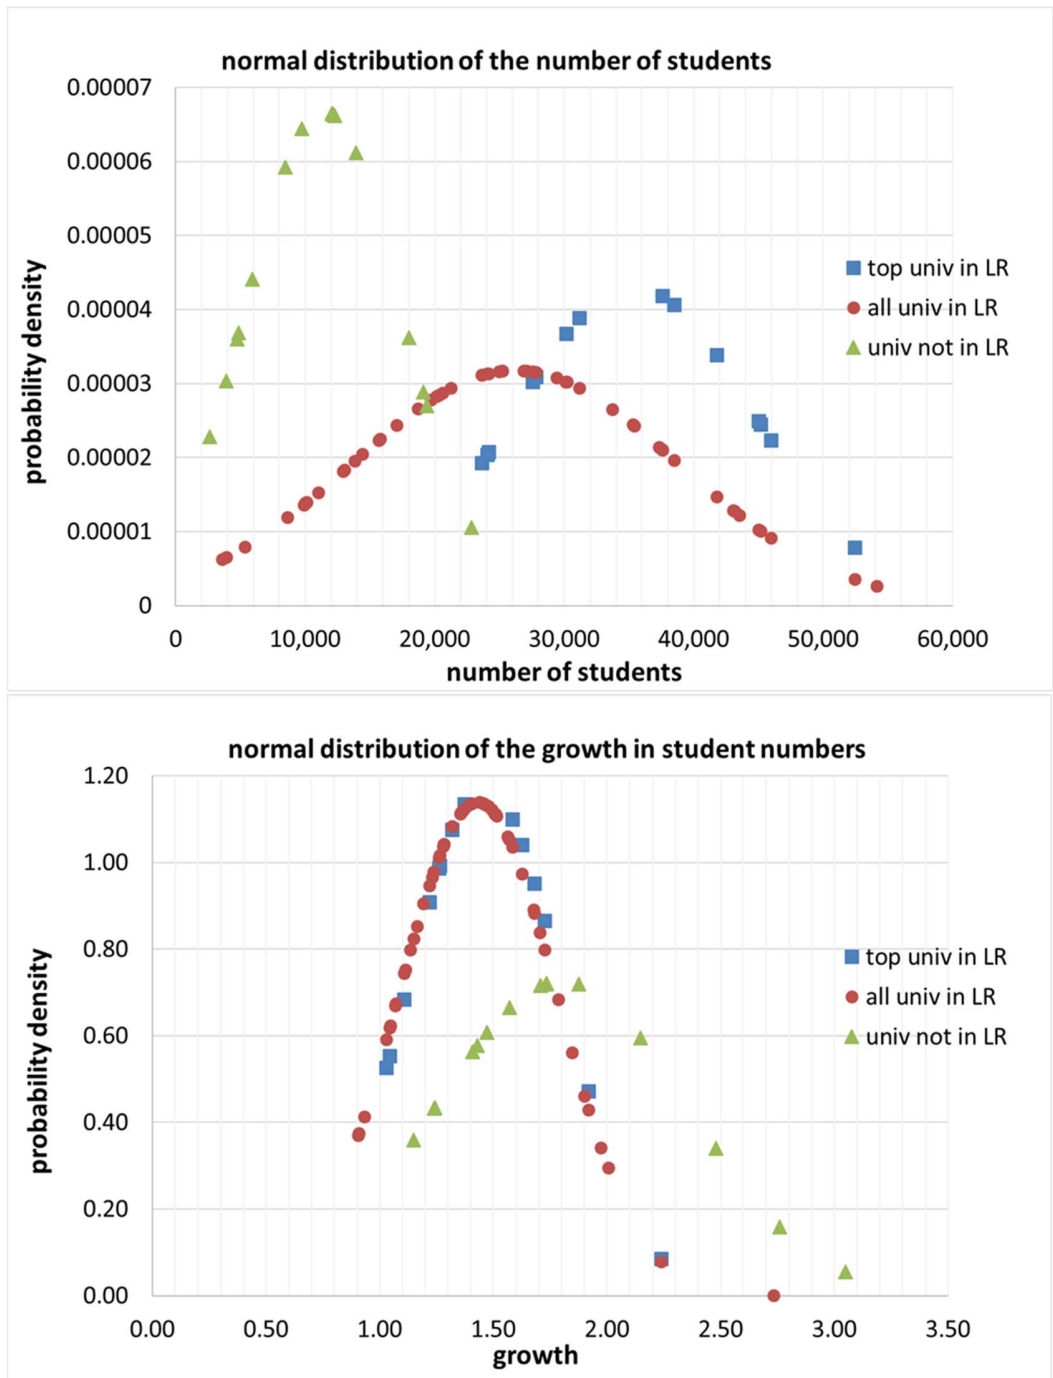 normal distribution of the number of students
0.00007
0.00006
0.00005
0.00004
0.00003
0.00002
0.00001
0
probability density
top univ in LR
all univ in LR
univ not in LR
0 10,000 20,000 30,000 40,000 50,000 60,000
number of students
normal distribution of the growth in student numbers
1.20
1.00
0.80
0.60
0.40
0.20
0.00
probability density
top univ in LR
all univ in LR
univ not in LR
0.00 0.50 1.00 1.50 2.00 2.50 3.00 3.50
growth